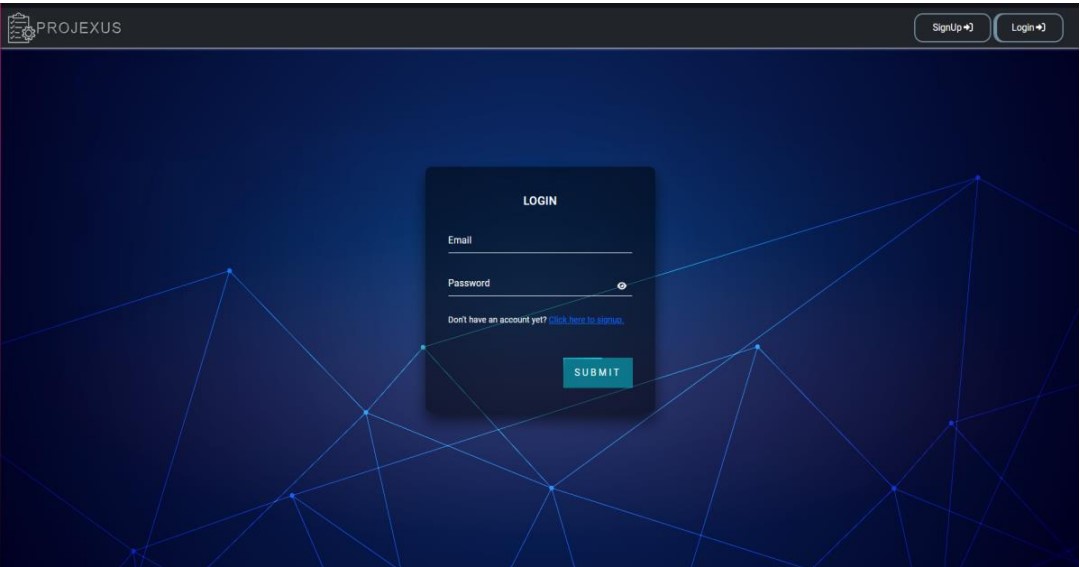 PROJEXUS
SignUp
Login
LOGIN
Email
Password
Don't have an account yet? Click here to signup.
SUBMIT